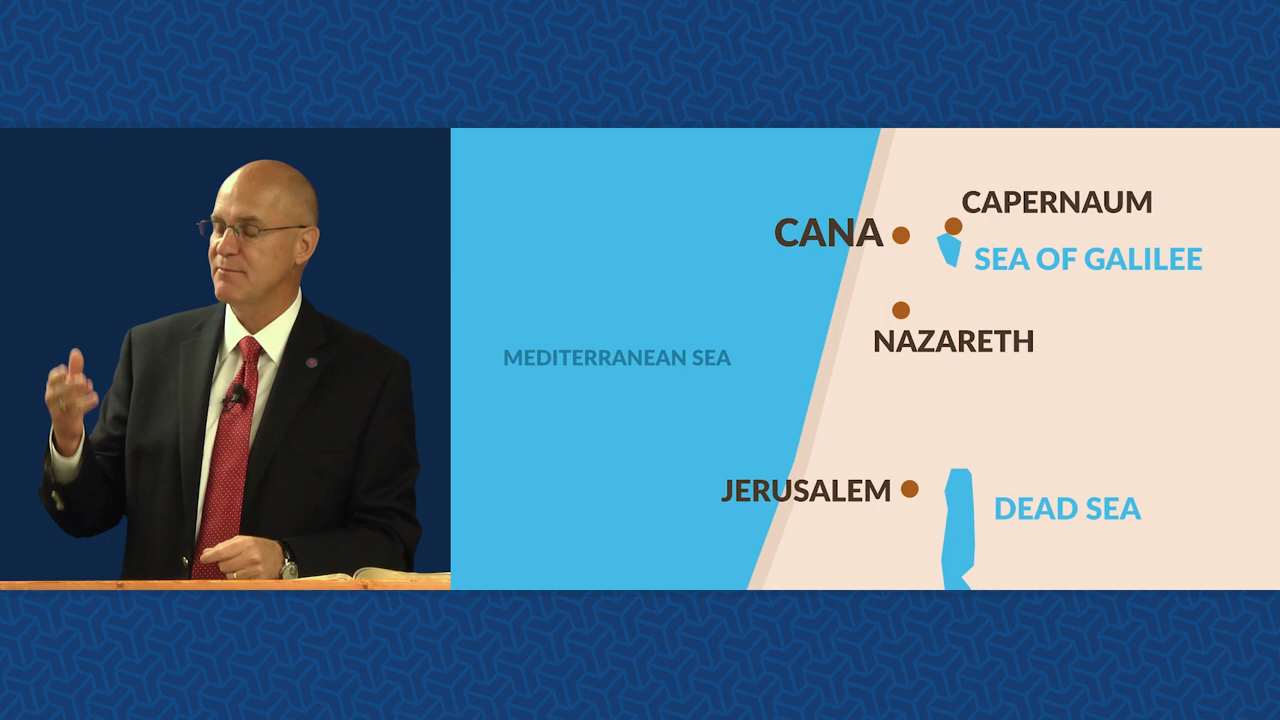 CAPERNAUM
CANA
SEA OF GALILEE
NAZARETH
MEDITERRANEAN SEA
JERUSALEM
DEAD SEA